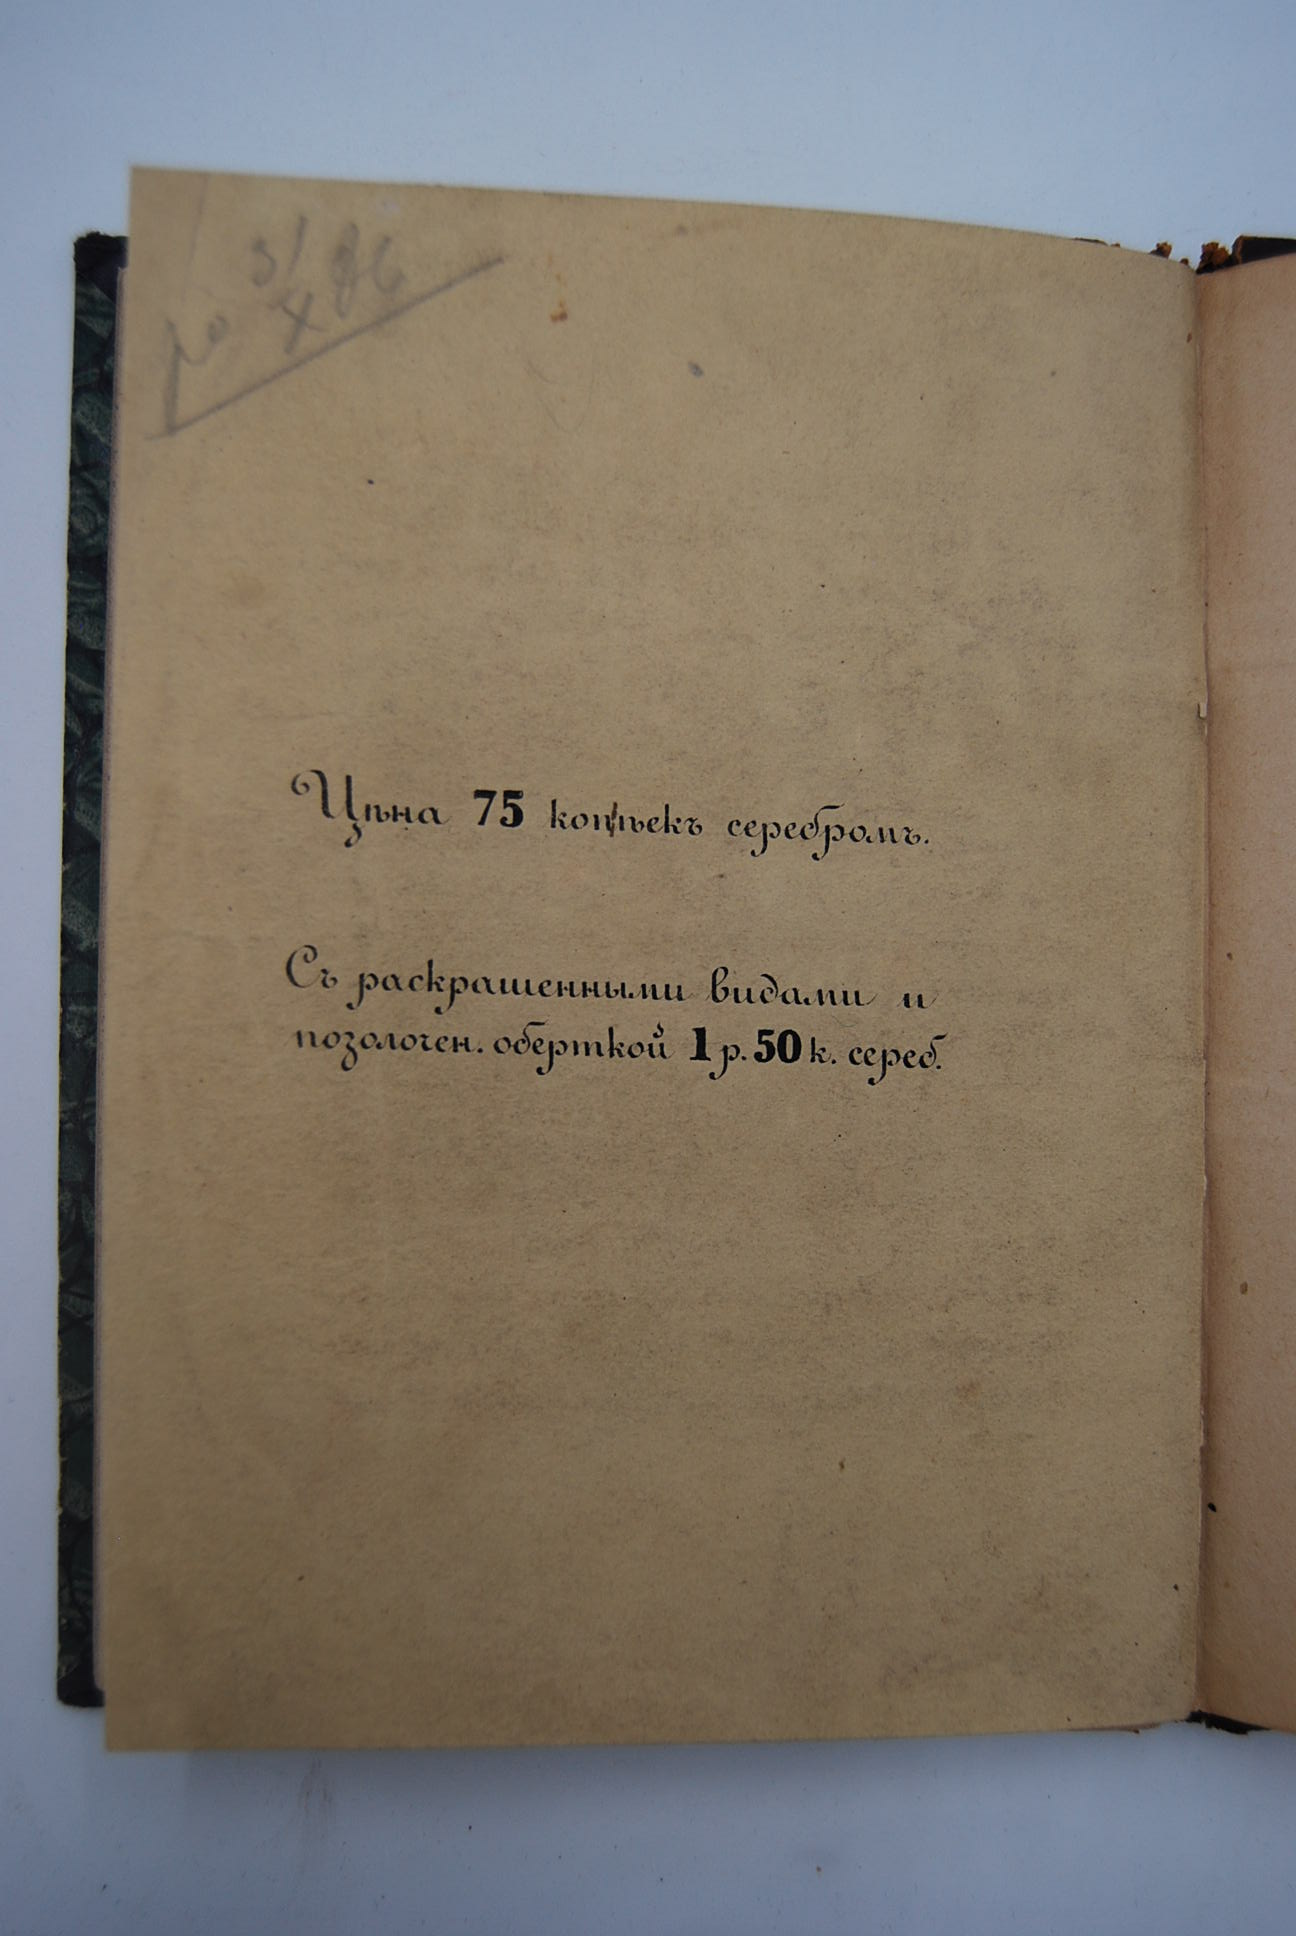 Цѣна 75 копѣекъ серебромъ.
Съ раскрашенными видами и
позолочен. оберткой 1 р. 50 к. сереб.